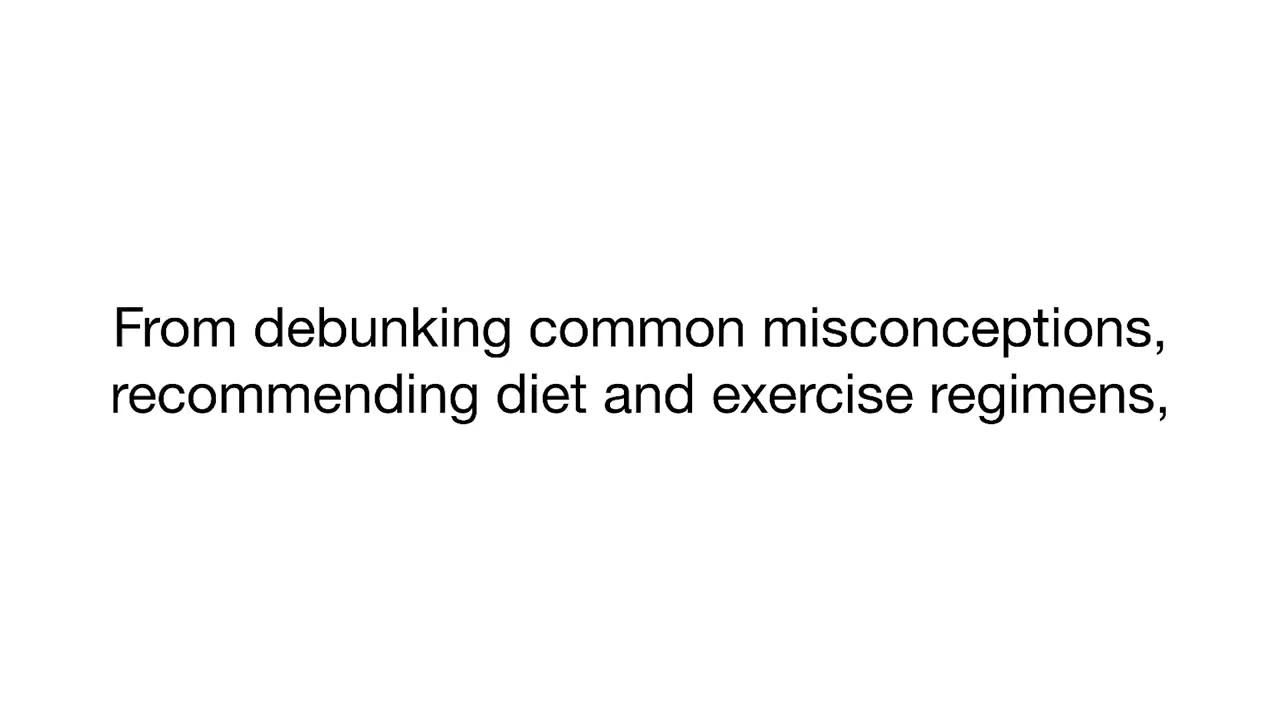 From debunking common misconceptions,
recommending diet and exercise regimens,